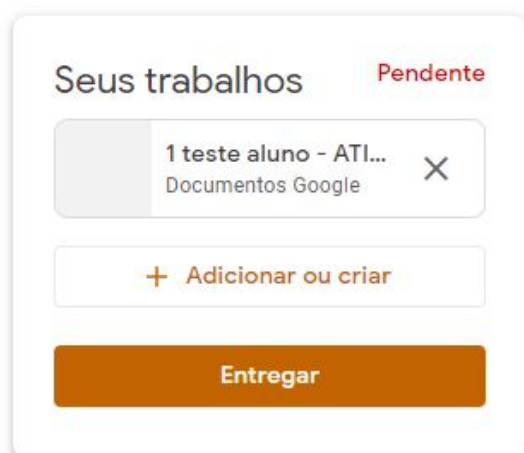 Seus trabalhos
Pendente
1 teste aluno - ATI...
Documentos Google
+ Adicionar ou criar
Entregar